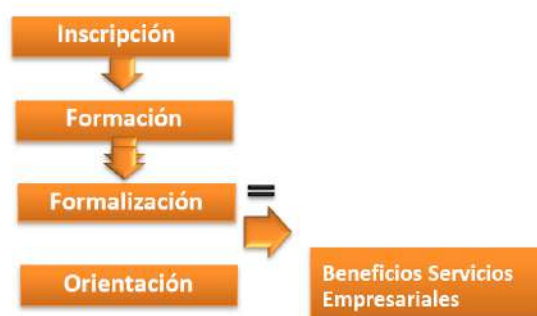 Inscripción
Formación
Formalización
=
Orientación
Beneficios Servicios
Empresariales